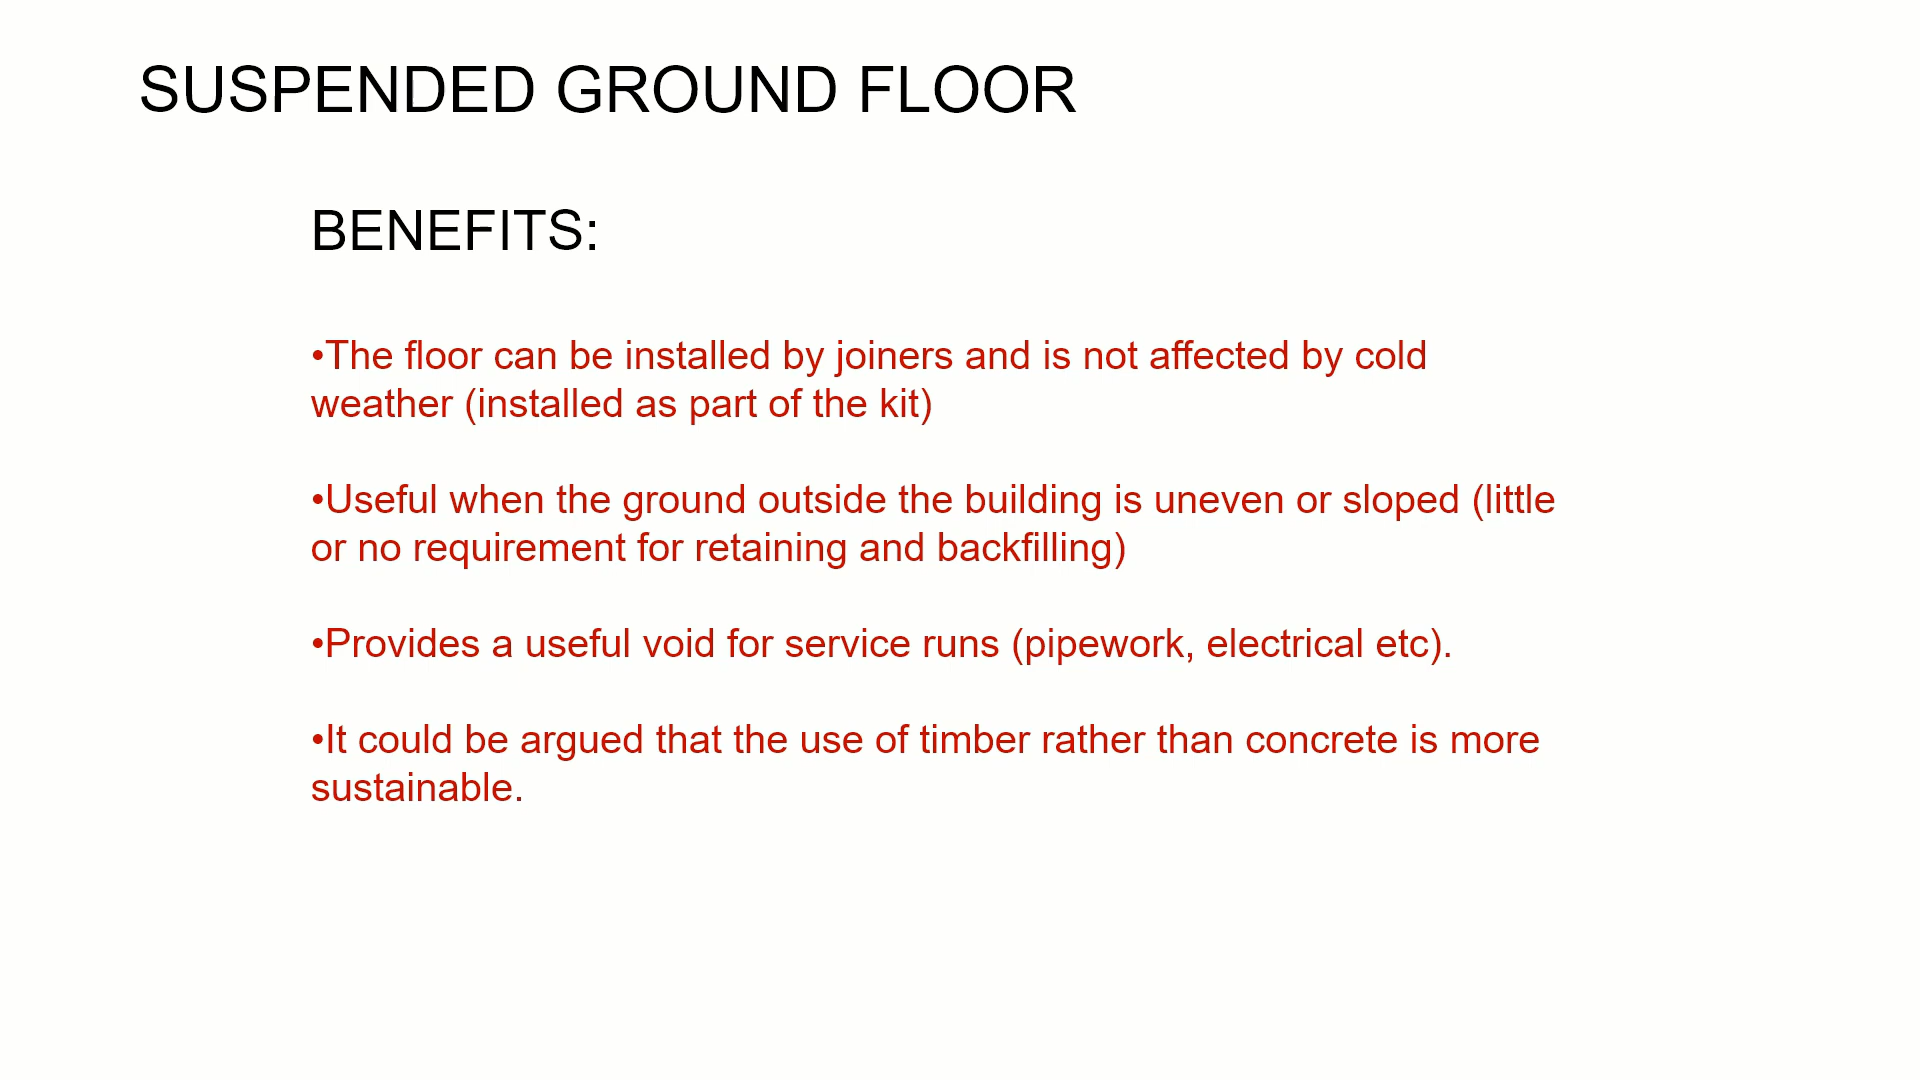 SUSPENDED GROUND FLOOR
BENEFITS:
•The floor can be installed by joiners and is not affected by cold
weather (installed as part of the kit)
•Useful when the ground outside the building is uneven or sloped (little
or no requirement for retaining and backfilling)
•Provides a useful void for service runs (pipework, electrical etc).
•It could be argued that the use of timber rather than concrete is more
sustainable.